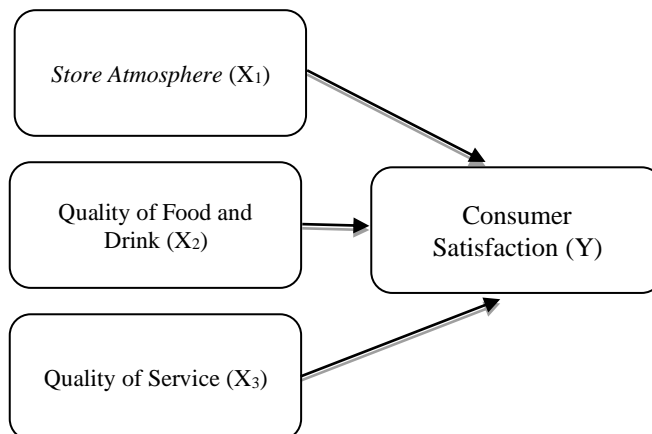 Store Atmosphere (X₁)
Quality of Food and
Drink (X₂)
Consumer
Satisfaction (Y)
Quality of Service (X₃)